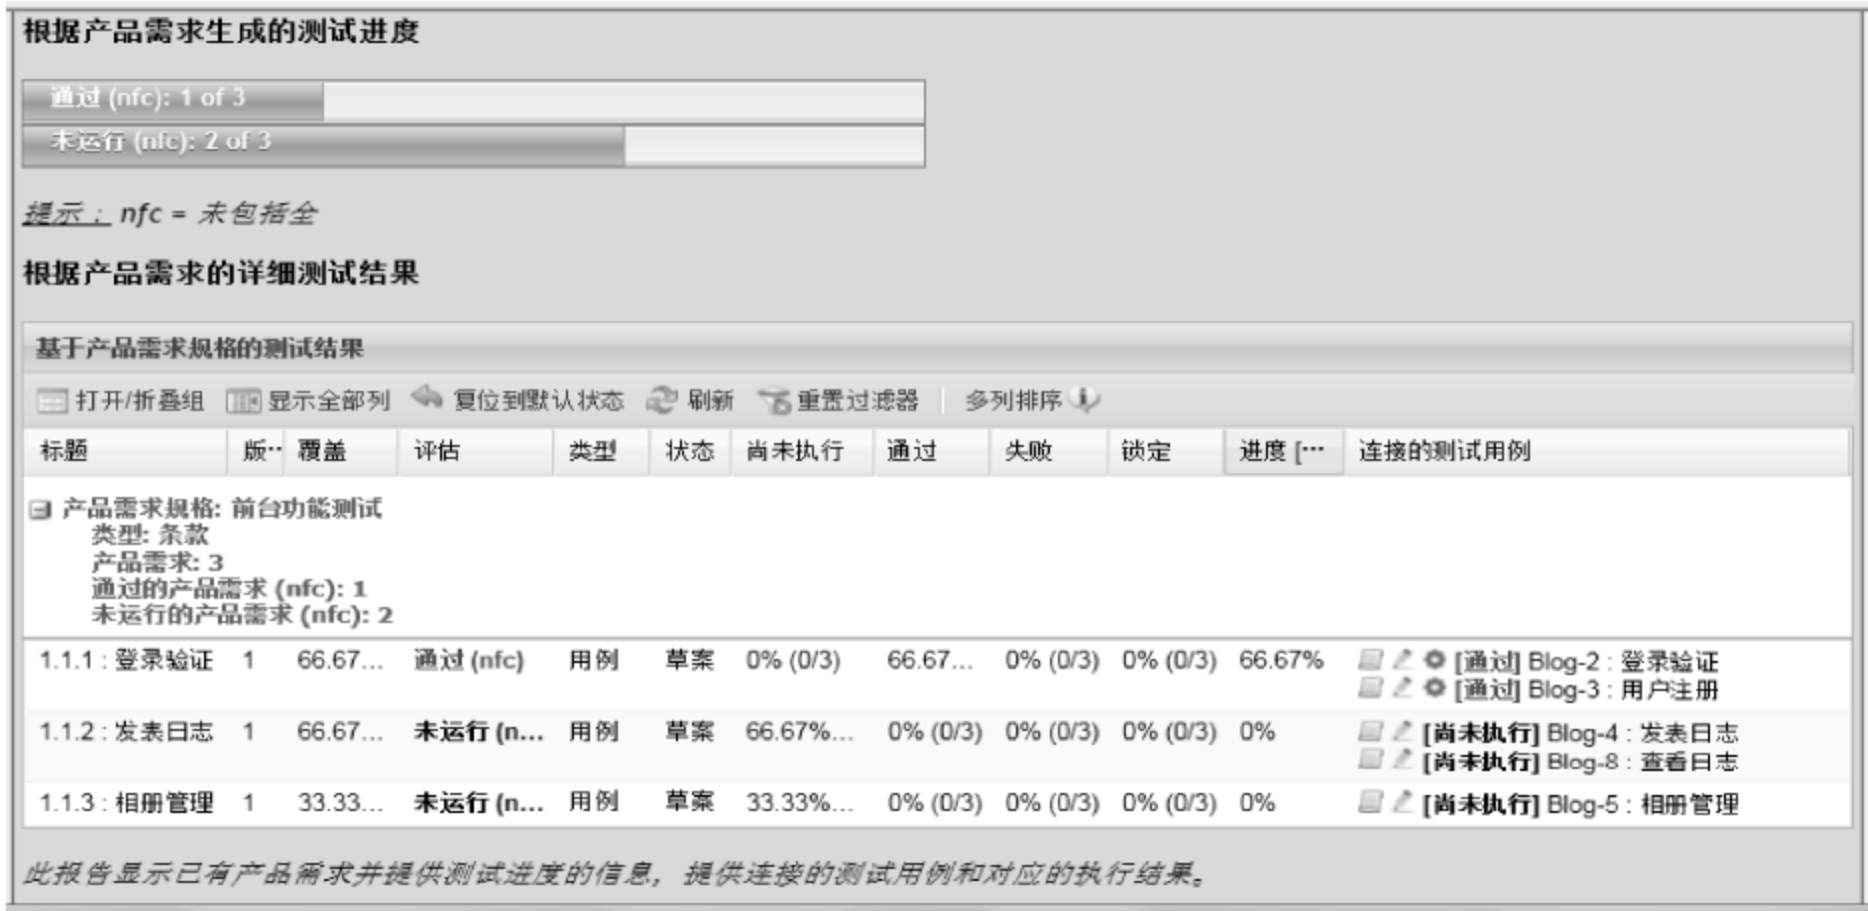 根据产品需求生成的测试进度
通过 (nfc): 1 of 3
未运行 (nfc): 2 of 3
提示： nfc = 未包括全
根据产品需求的详细测试结果
基于产品需求规格的测试结果
打开/折叠组 显示全部列 复位到默认状态 刷新 重置过滤器 多列排序
标题 版… 覆盖 评估 类型 状态 尚未执行 通过 失败 锁定 进度 [… 连接的测试用例
产品需求规格: 前台功能测试
类型: 条款
产品需求: 3
通过的产品需求 (nfc): 1
未运行的产品需求 (nfc): 2
1.1.1 : 登录验证 1 66.67... 通过 (nfc) 用例 草案 0% (0/3) 66.67... 0% (0/3) 0% (0/3) 66.67% [通过] Blog-2 : 登录验证
[通过] Blog-3 : 用户注册
1.1.2 : 发表日志 1 66.67... 未运行 (n... 用例 草案 66.67%... 0% (0/3) 0% (0/3) 0% (0/3) 0% [尚未执行] Blog-4 : 发表日志
[尚未执行] Blog-8 : 查看日志
1.1.3 : 相册管理 1 33.33... 未运行 (n... 用例 草案 33.33%... 0% (0/3) 0% (0/3) 0% (0/3) 0% [尚未执行] Blog-5 : 相册管理
此报告显示已有产品需求并提供测试进度的信息，提供连接的测试用例和对应的执行结果。